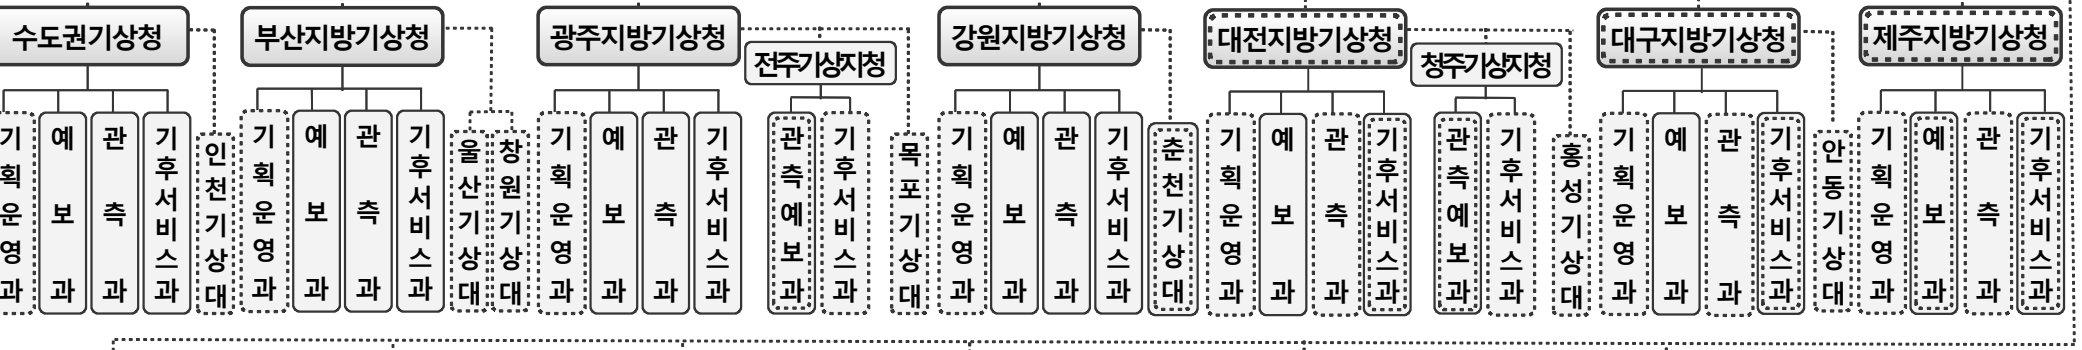 수도권기상청
부산지방기상청
광주지방기상청
전주기상지청
강원지방기상청
대전지방기상청
청주기상지청
대구지방기상청
제주지방기상청
기획운영과
예보과
관측과
기후서비스과
인천기상대
기획운영과
예보과
관측과
기후서비스과
울산기상대
창원기상대
기획운영과
예보과
관측과
기후서비스과
관측예보과
기후서비스과
목포기상대
기획운영과
예보과
관측과
기후서비스과
춘천기상대
기획운영과
예보과
관측과
기후서비스과
관측예보과
기후서비스과
홍성기상대
기획운영과
예보과
관측과
기후서비스과
안동기상대
기획운영과
예보과
관측과
기후서비스과